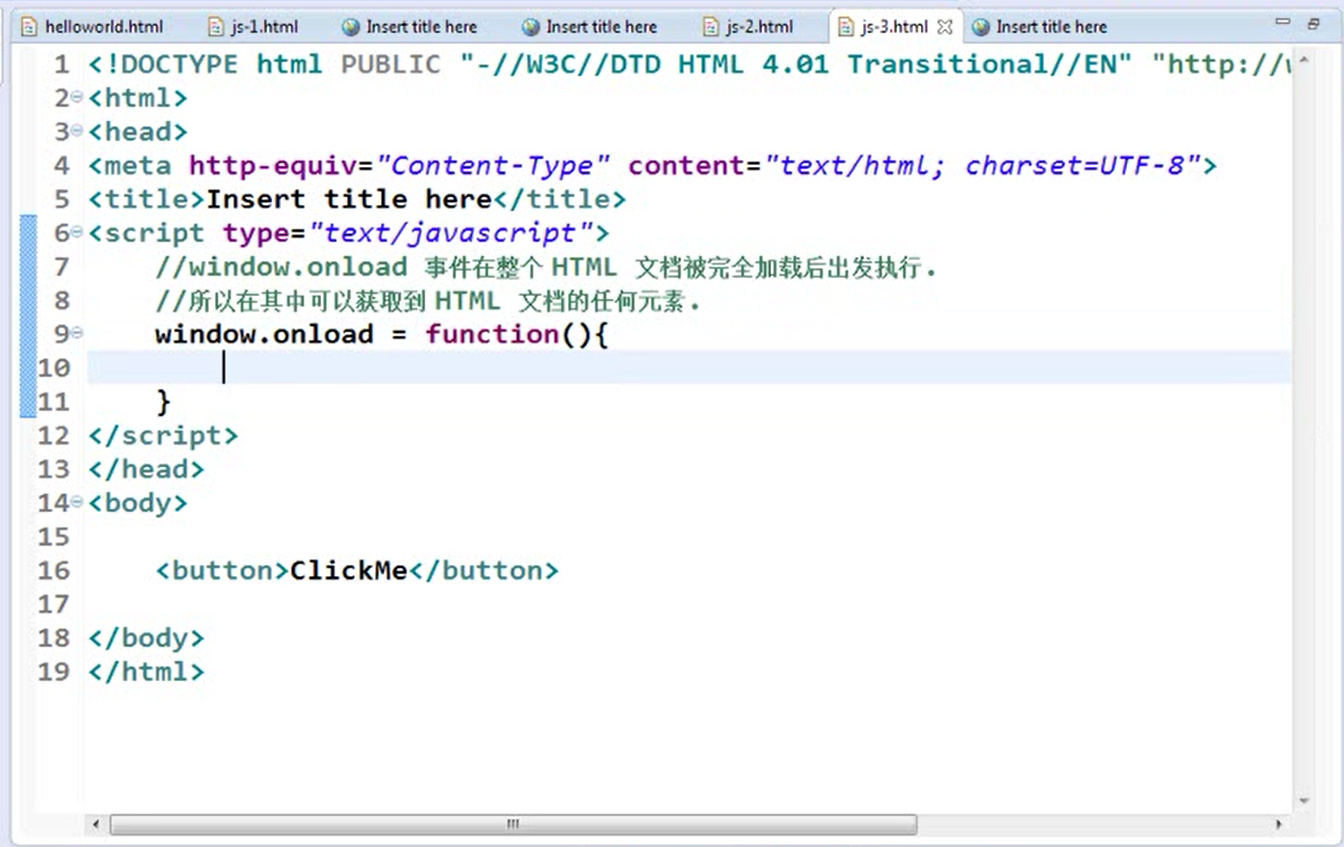 helloworld.html js-1.html Insert title here Insert title here js-2.html js-3.html Insert title here
1 <!DOCTYPE html PUBLIC "-//W3C//DTD HTML 4.01 Transitional//EN" "http://
2 <html>
3 <head>
4 <meta http-equiv="Content-Type" content="text/html; charset=UTF-8">
5 <title>Insert title here</title>
6 <script type="text/javascript">
7 //window.onload 事件在整个 HTML 文档被完全加载后出发执行.
8 //所以在其中可以获取到 HTML 文档的任何元素.
9 window.onload = function(){
10
11 }
12 </script>
13 </head>
14 <body>
15
16 <button>ClickMe</button>
17
18 </body>
19 </html>